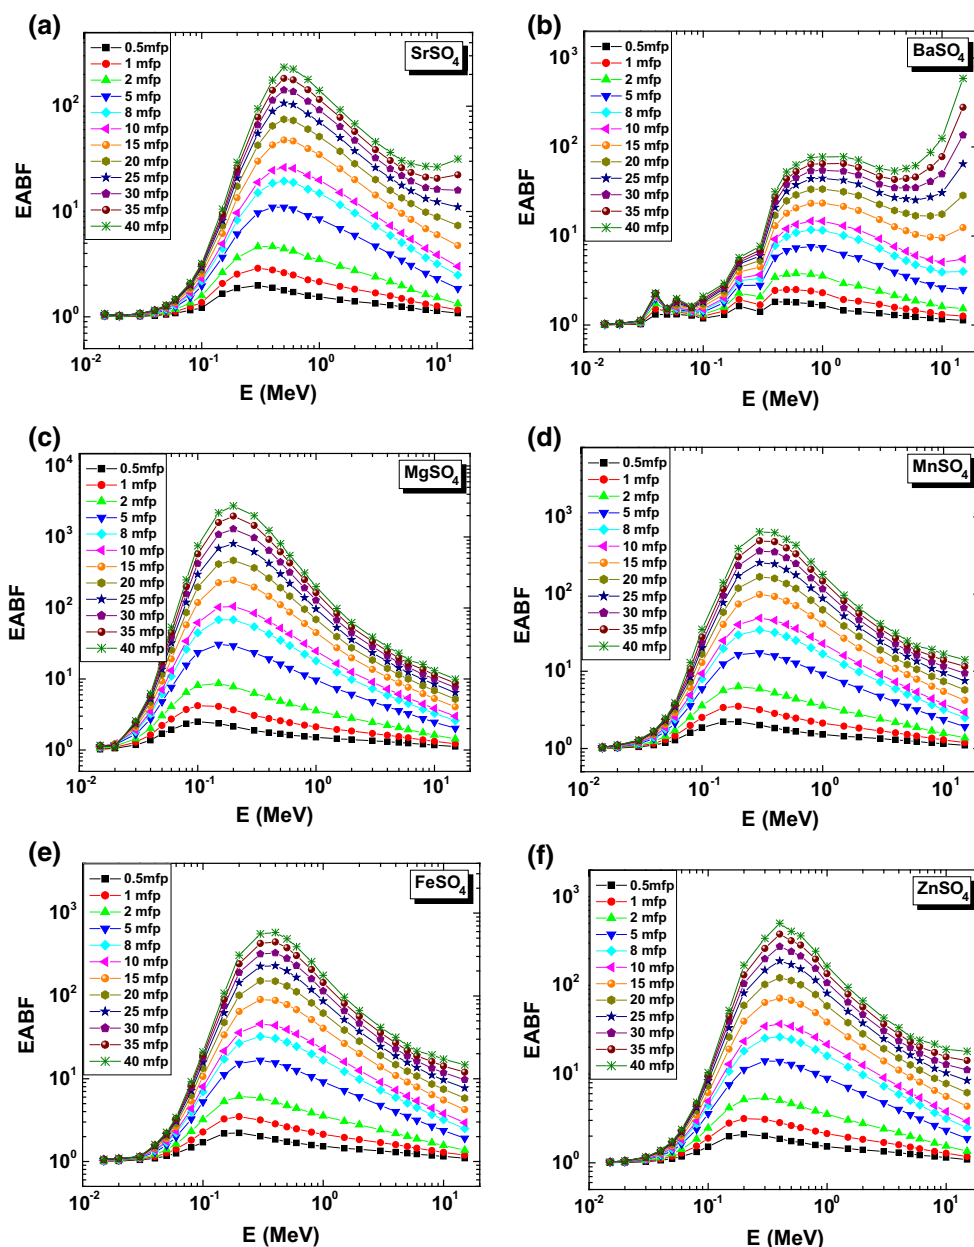 (a)
SrSO4
0.5mfp
1 mfp
2 mfp
5 mfp
8 mfp
10 mfp
15 mfp
20 mfp
25 mfp
30 mfp
35 mfp
40 mfp
10^2
10^1
10^0
EABF
10^-2 10^-1 10^0 10^1
E (MeV)
(b)
BaSO4
0.5mfp
1 mfp
2 mfp
5 mfp
8 mfp
10 mfp
15 mfp
20 mfp
25 mfp
30 mfp
35 mfp
40 mfp
10^3
10^2
10^1
10^0
EABF
10^-2 10^-1 10^0 10^1
E (MeV)
(c)
MgSO4
0.5mfp
1 mfp
2 mfp
5 mfp
8 mfp
10 mfp
15 mfp
20 mfp
25 mfp
30 mfp
35 mfp
40 mfp
10^4
10^3
10^2
10^1
10^0
EABF
10^-2 10^-1 10^0 10^1
E (MeV)
(d)
MnSO4
0.5mfp
1 mfp
2 mfp
5 mfp
8 mfp
10 mfp
15 mfp
20 mfp
25 mfp
30 mfp
35 mfp
40 mfp
10^3
10^2
10^1
10^0
EABF
10^-2 10^-1 10^0 10^1
E (MeV)
(e)
FeSO4
0.5mfp
1 mfp
2 mfp
5 mfp
8 mfp
10 mfp
15 mfp
20 mfp
25 mfp
30 mfp
35 mfp
40 mfp
10^3
10^2
10^1
10^0
EABF
10^-2 10^-1 10^0 10^1
E (MeV)
(f)
ZnSO4
0.5mfp
1 mfp
2 mfp
5 mfp
8 mfp
10 mfp
15 mfp
20 mfp
25 mfp
30 mfp
35 mfp
40 mfp
10^3
10^2
10^1
10^0
EABF
10^-2 10^-1 10^0 10^1
E (MeV)